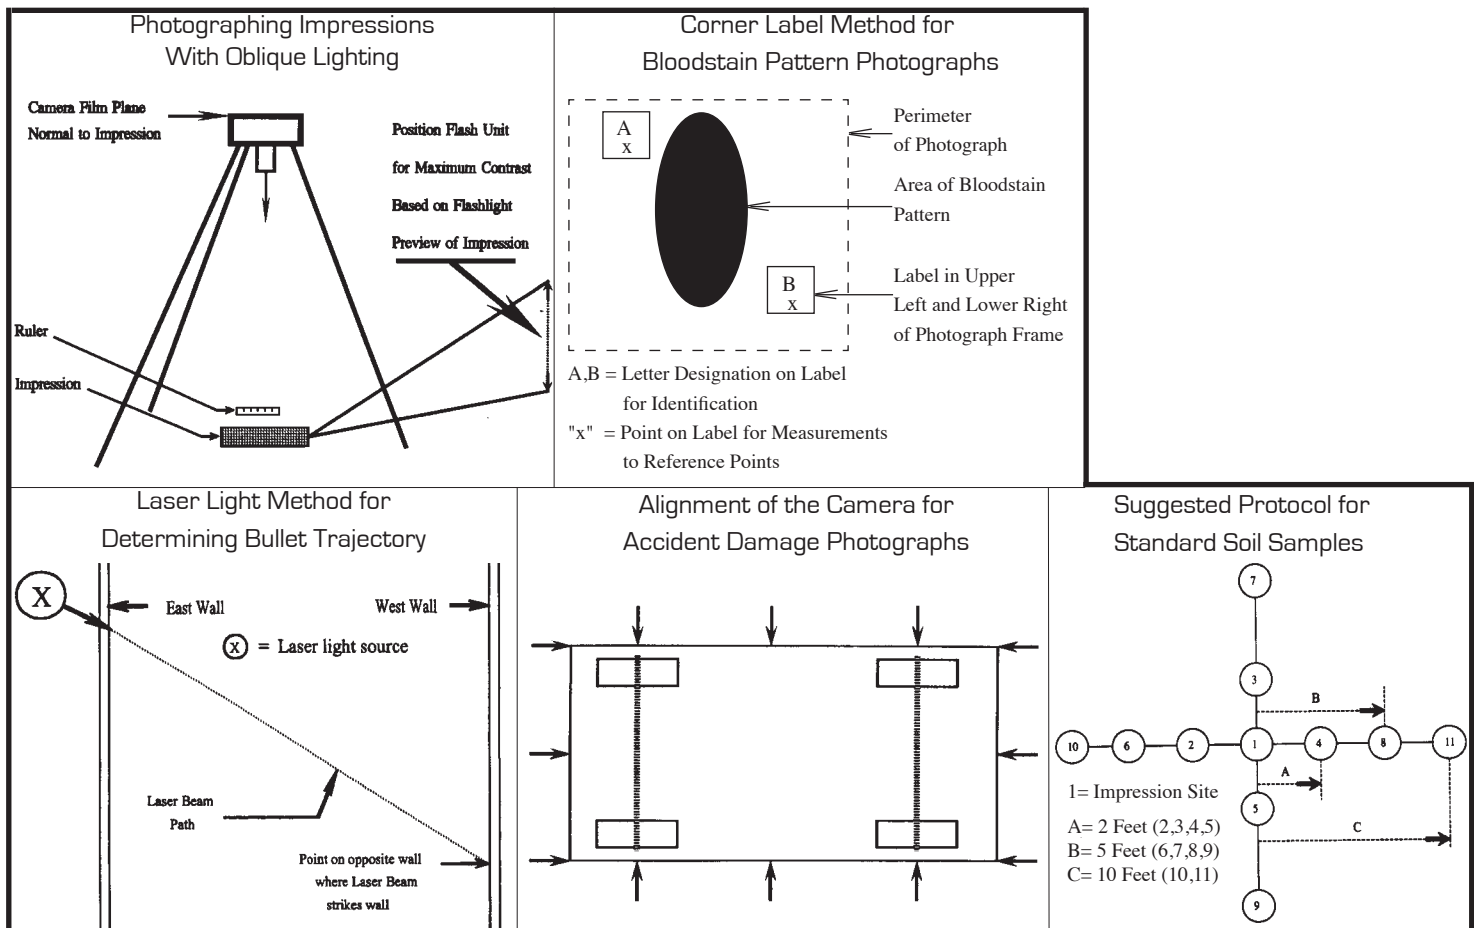 Photographing Impressions
With Oblique Lighting
Camera Film Plane
Normal to Impression
Position Flash Unit
for Maximum Contrast
Based on Flashlight
Preview of Impression
Ruler
Impression
Corner Label Method for
Bloodstain Pattern Photographs
A
x
Perimeter
of Photograph
Area of Bloodstain
Pattern
B
x
Label in Upper
Left and Lower Right
of Photograph Frame
A,B = Letter Designation on Label
for Identification
"x" = Point on Label for Measurements
to Reference Points
Laser Light Method for
Determining Bullet Trajectory
X
East Wall
West Wall
X = Laser light source
Laser Beam
Path
Point on opposite wall
where Laser Beam
strikes wall
Alignment of the Camera for
Accident Damage Photographs
Suggested Protocol for
Standard Soil Samples
7
3
B
10 6 2 1 4 8 11
A
1= Impression Site
5
A= 2 Feet (2,3,4,5)
C
B= 5 Feet (6,7,8,9)
C= 10 Feet (10,11)
9